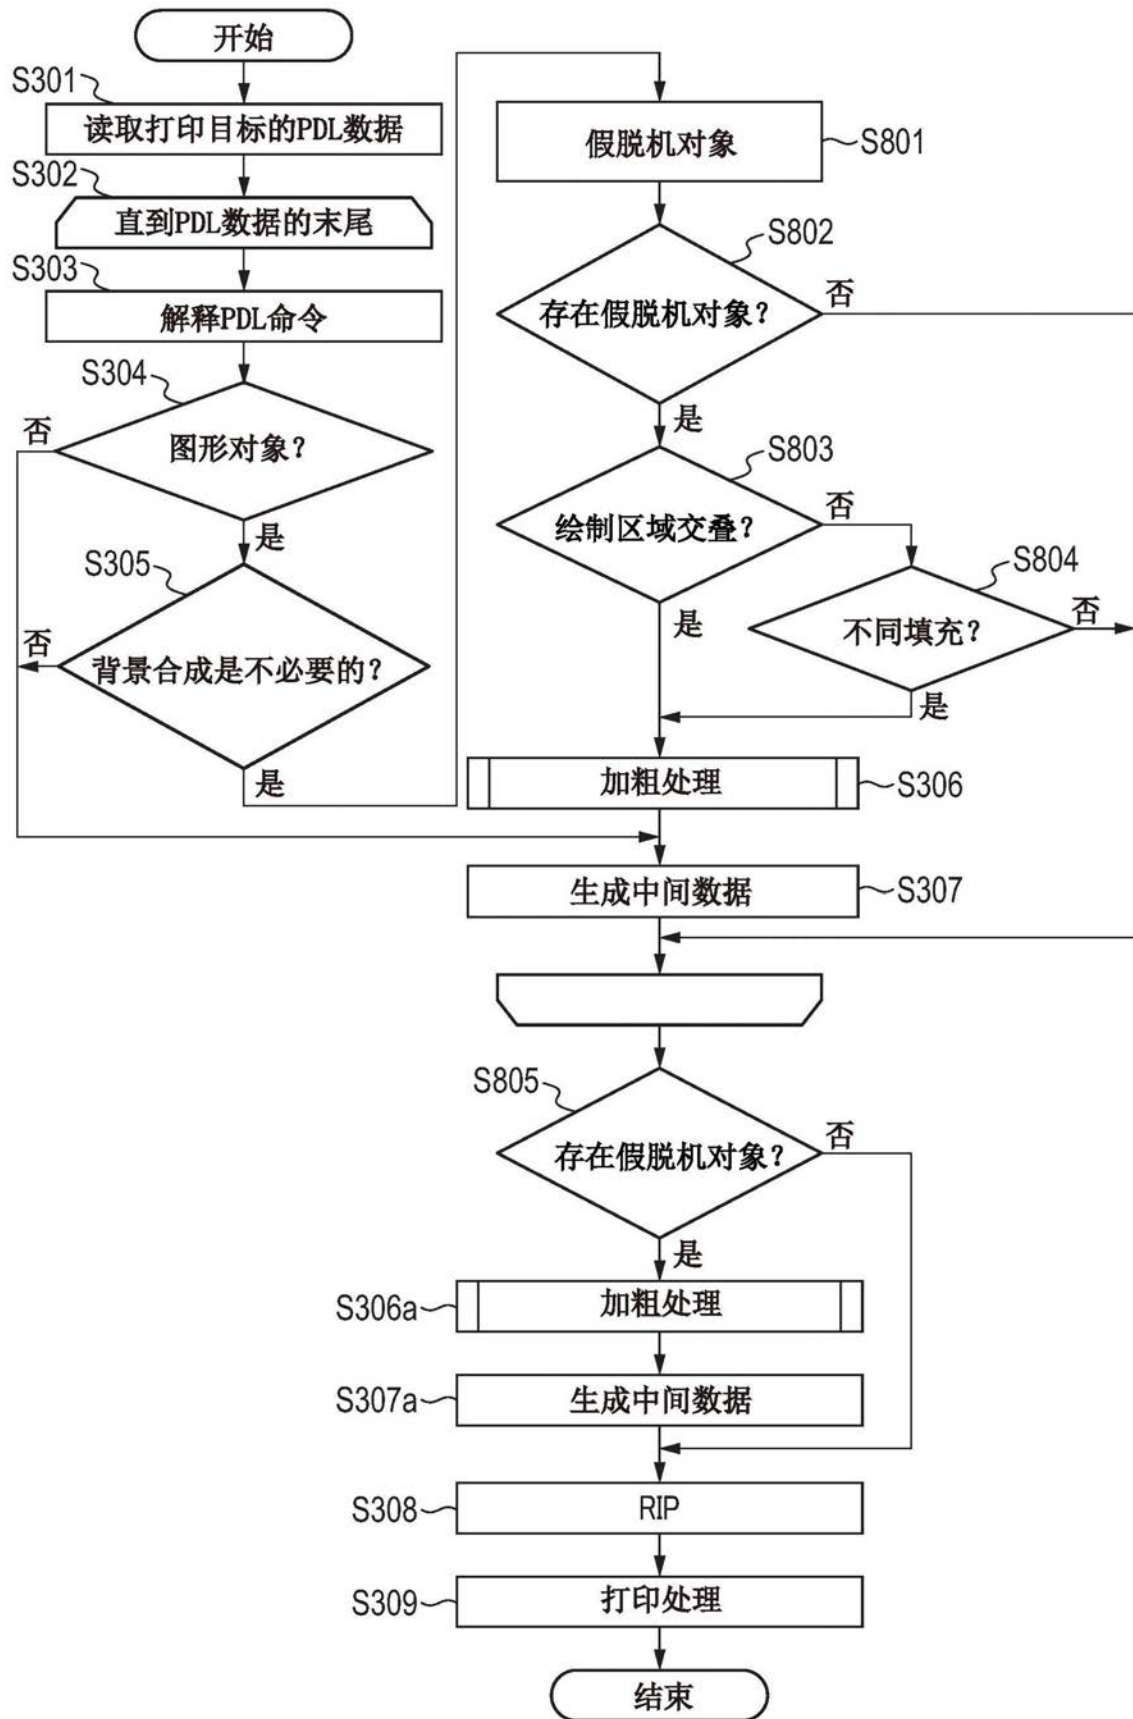 开始
S301
读取打印目标的PDL数据
S302
直到PDL数据的末尾
S303
解释PDL命令
S304
图形对象?
否
是
S305
背景合成是不必要的?
否
是
假脱机对象
S801
S802
存在假脱机对象?
否
是
S803
绘制区域交叠?
否
是
S804
不同填充?
否
是
加粗处理
S306
生成中间数据
S307
S805
存在假脱机对象?
否
是
S306a
加粗处理
S307a
生成中间数据
S308
RIP
S309
打印处理
结束